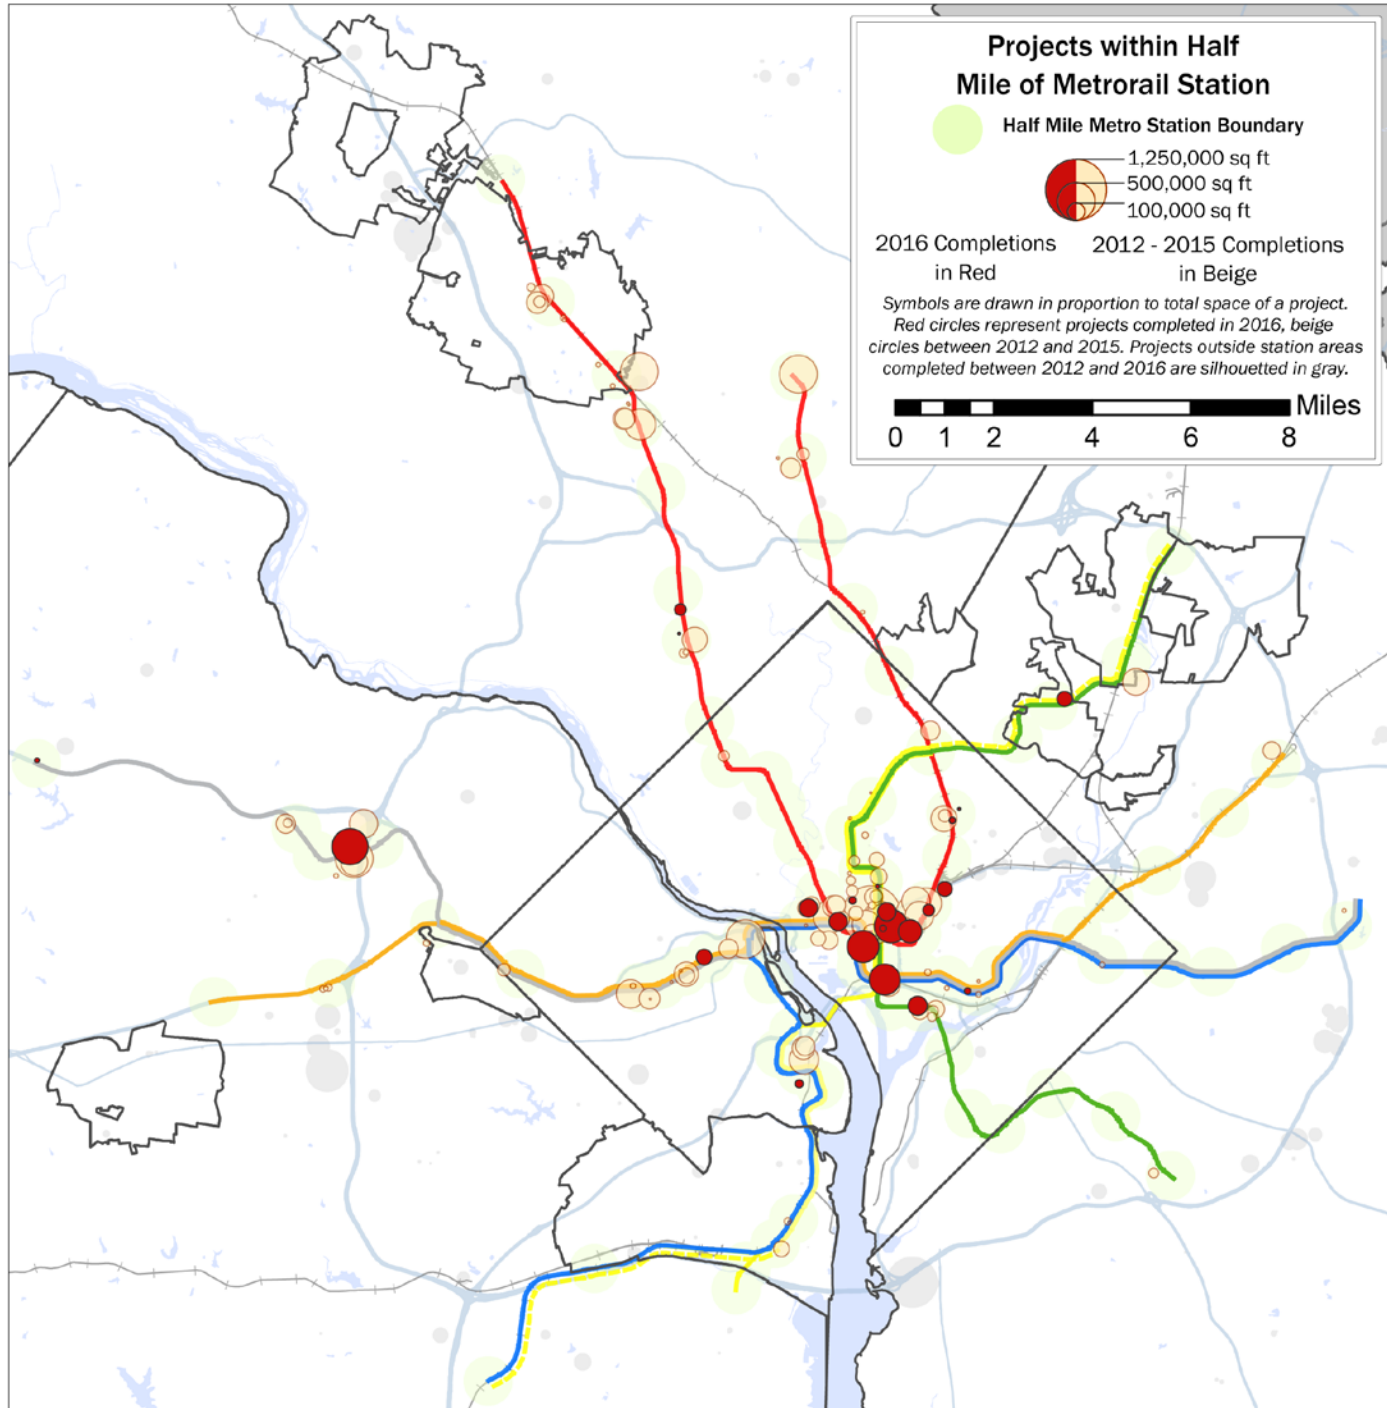 Projects within Half
Mile of Metrorail Station
Half Mile Metro Station Boundary
1,250,000 sq ft
500,000 sq ft
100,000 sq ft
2016 Completions
in Red
2012 - 2015 Completions
in Beige
Symbols are drawn in proportion to total space of a project.
Red circles represent projects completed in 2016, beige
circles between 2012 and 2015. Projects outside station areas
completed between 2012 and 2016 are silhouetted in gray.
Miles
0 1 2 4 6 8